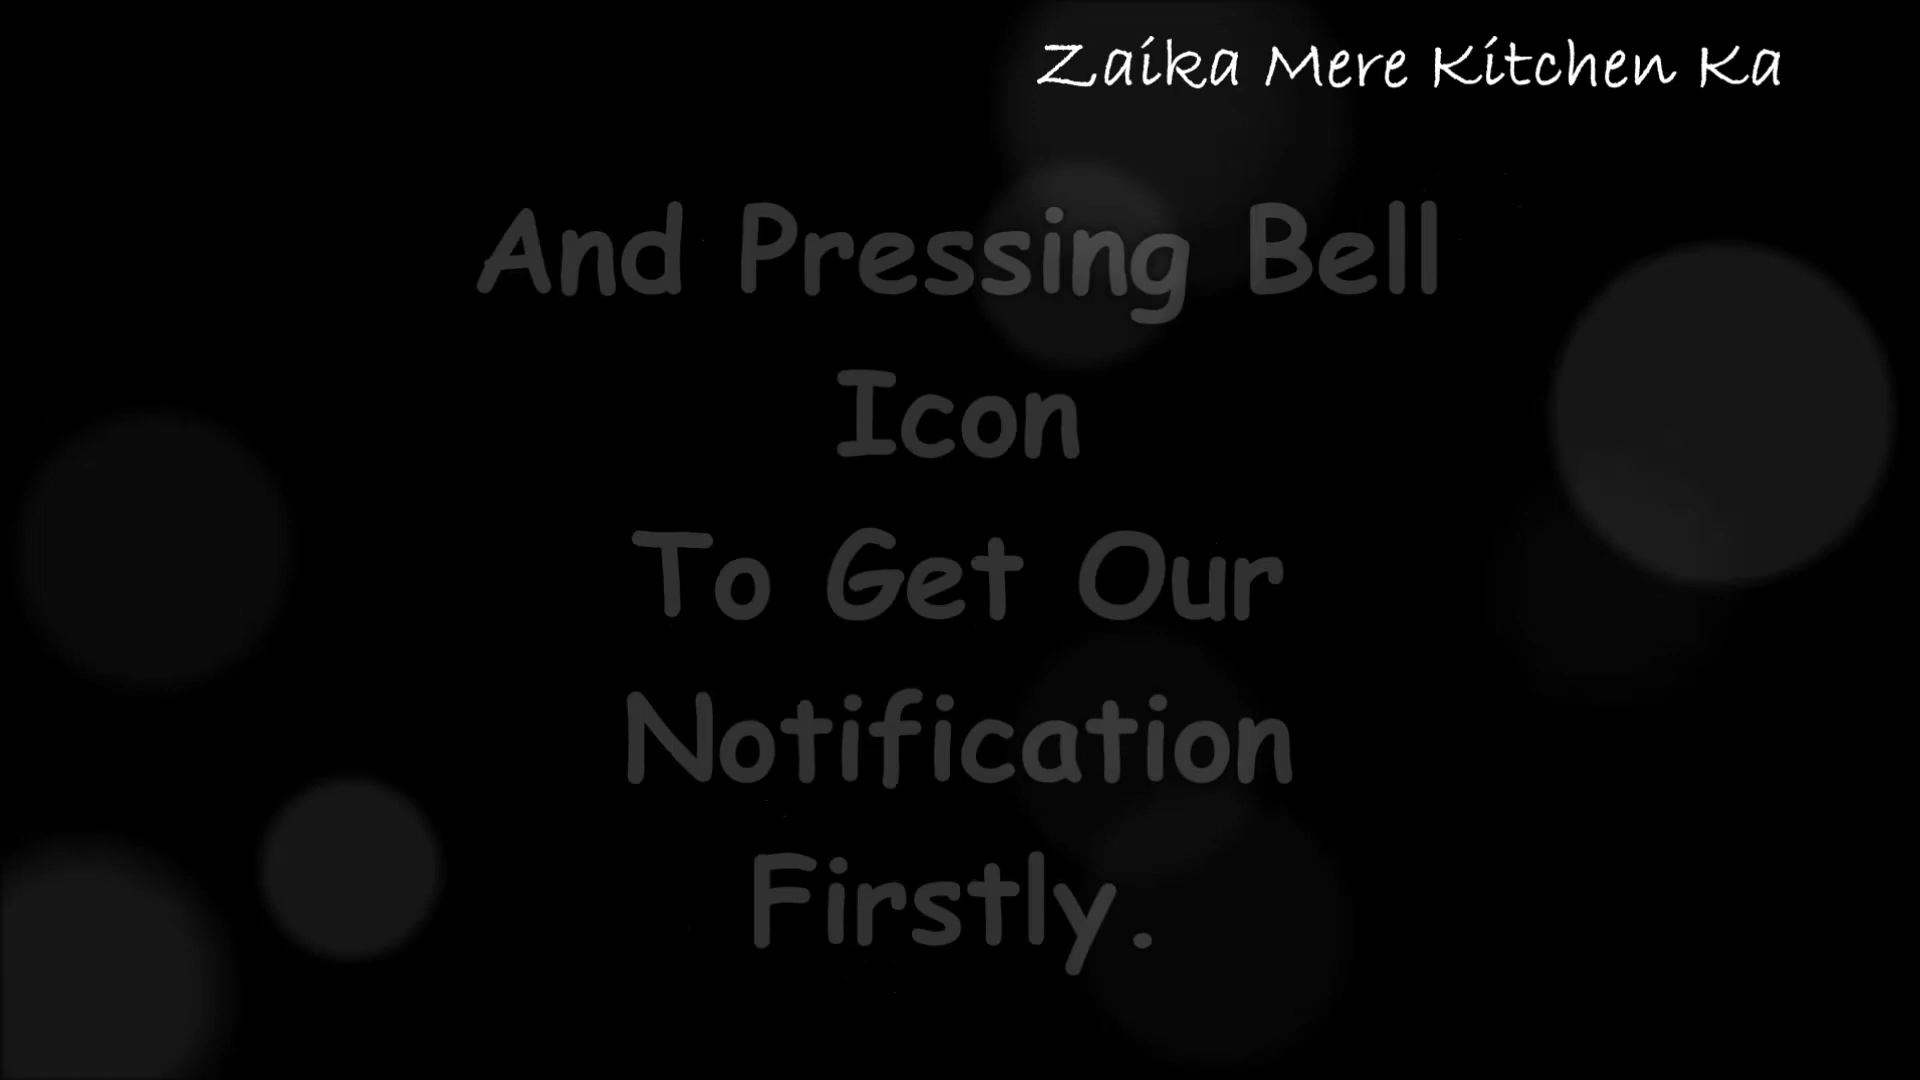 Zaika Mere Kitchen Ka
And Pressing Bell
Icon
To Get Our
Notification
Firstly.